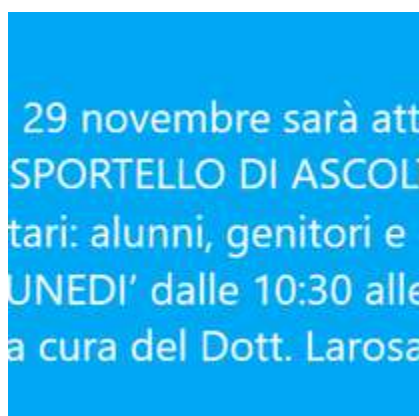 29 novembre sarà att
SPORTELLO DI ASCOL
tari: alunni, genitori e
UNEDI’ dalle 10:30 alle
a cura del Dott. Larosa